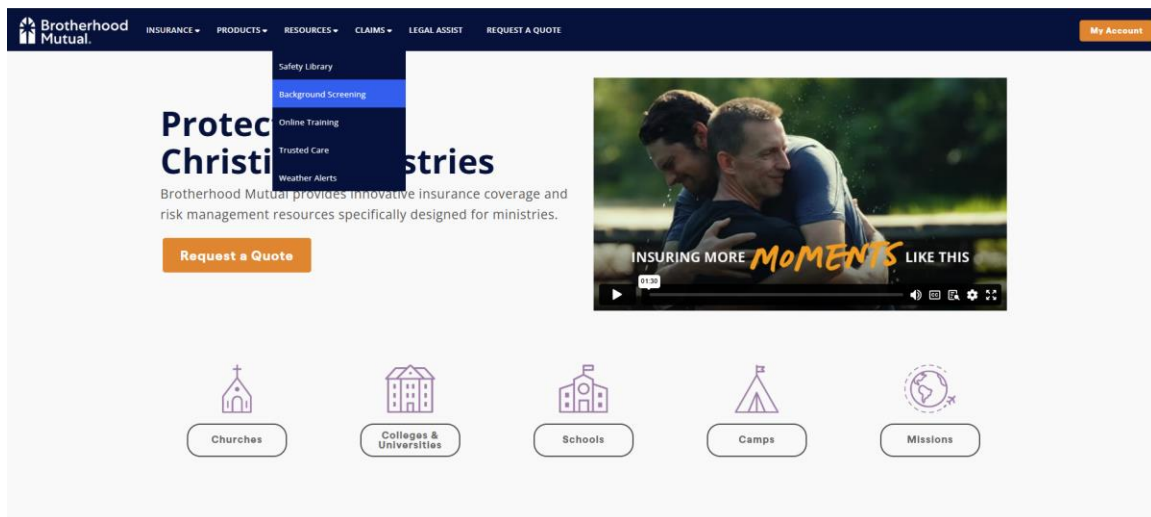 Brotherhood
Mutual.
INSURANCE PRODUCTS RESOURCES CLAIMS LEGAL ASSIST REQUEST A QUOTE
My Account
Safety Library
Background Screening
Online Training
Trusted Care
Weather Alerts
Protec
Christi stries
Brotherhood Mutual provides innovative insurance coverage and
risk management resources specifically designed for ministries.
Request a Quote
INSURING MORE MOMENTS LIKE THIS
01:30
CC
Churches
Colleges &
Universities
Schools
Camps
Missions